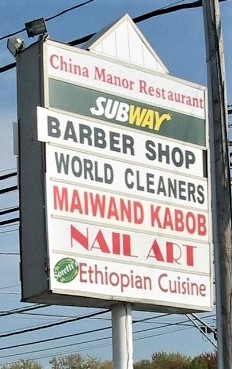 China Manor Restaurant
SUBWAY
BARBER SHOP
WORLD CLEANERS
MAIWAND KABOB
NAIL ART
Ethiopian Cuisine